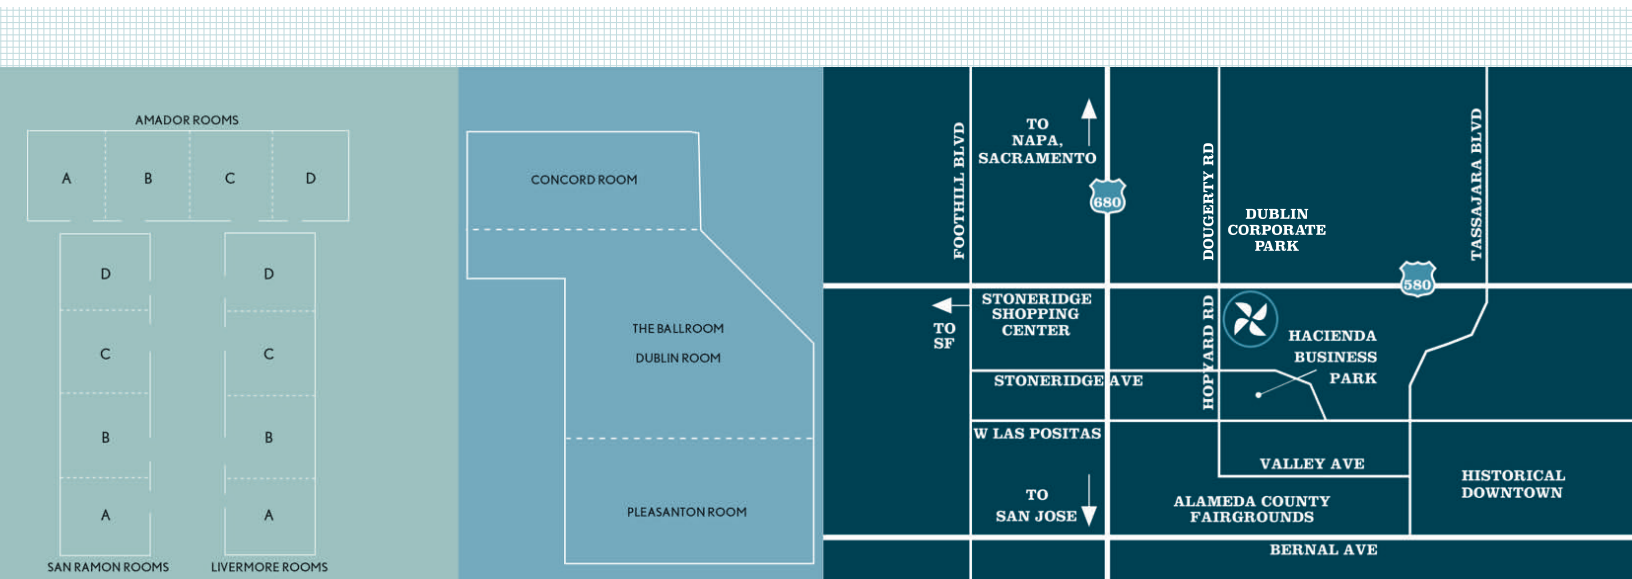 AMADOR ROOMS
A
B
C
D
D
C
B
A
SAN RAMON ROOMS
D
C
B
A
LIVERMORE ROOMS
CONCORD ROOM
THE BALLROOM
DUBLIN ROOM
PLEASANTON ROOM
FOOTHILL BLVD
TO
NAPA,
SACRAMENTO
680
DOUGERTY RD
DUBLIN
CORPORATE
PARK
TASSAJARA BLVD
580
TO
SF
STONERIDGE
SHOPPING
CENTER
HOPYARD RD
HACIENDA
BUSINESS
PARK
STONERIDGE AVE
W LAS POSITAS
VALLEY AVE
TO
SAN JOSE
ALAMEDA COUNTY
FAIRGROUNDS
HISTORICAL
DOWNTOWN
BERNAL AVE